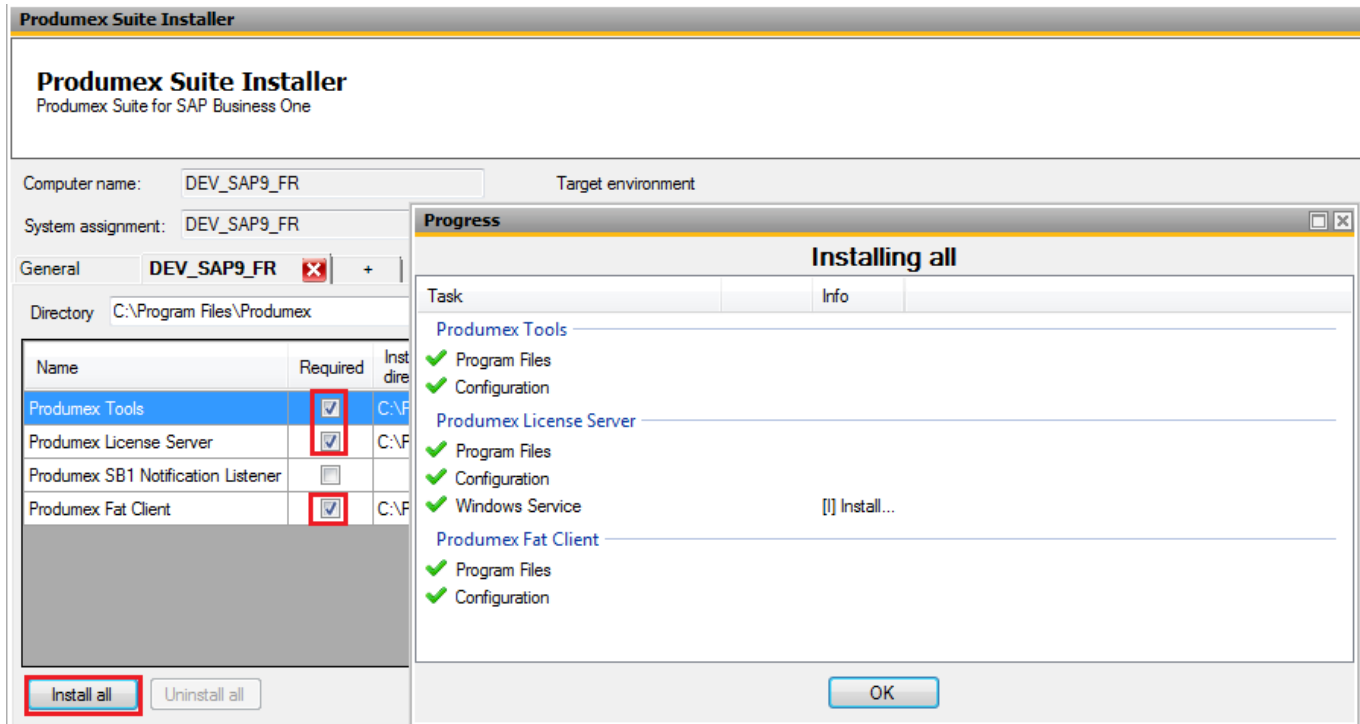 Produmex Suite Installer
Produmex Suite Installer
Produmex Suite for SAP Business One
Computer name: DEV_SAP9_FR Target environment
System assignment: DEV_SAP9_FR
General DEV_SAP9_FR +
Directory C:\Program Files\Produmex
Name Required Inst
dire
Produmex Tools C:\F
Produmex License Server C:\F
Produmex SB1 Notification Listener
Produmex Fat Client C:\F
Install all Uninstall all
Progress
Installing all
Task Info
Produmex Tools
Program Files
Configuration
Produmex License Server
Program Files
Configuration
Windows Service [I] Install...
Produmex Fat Client
Program Files
Configuration
OK